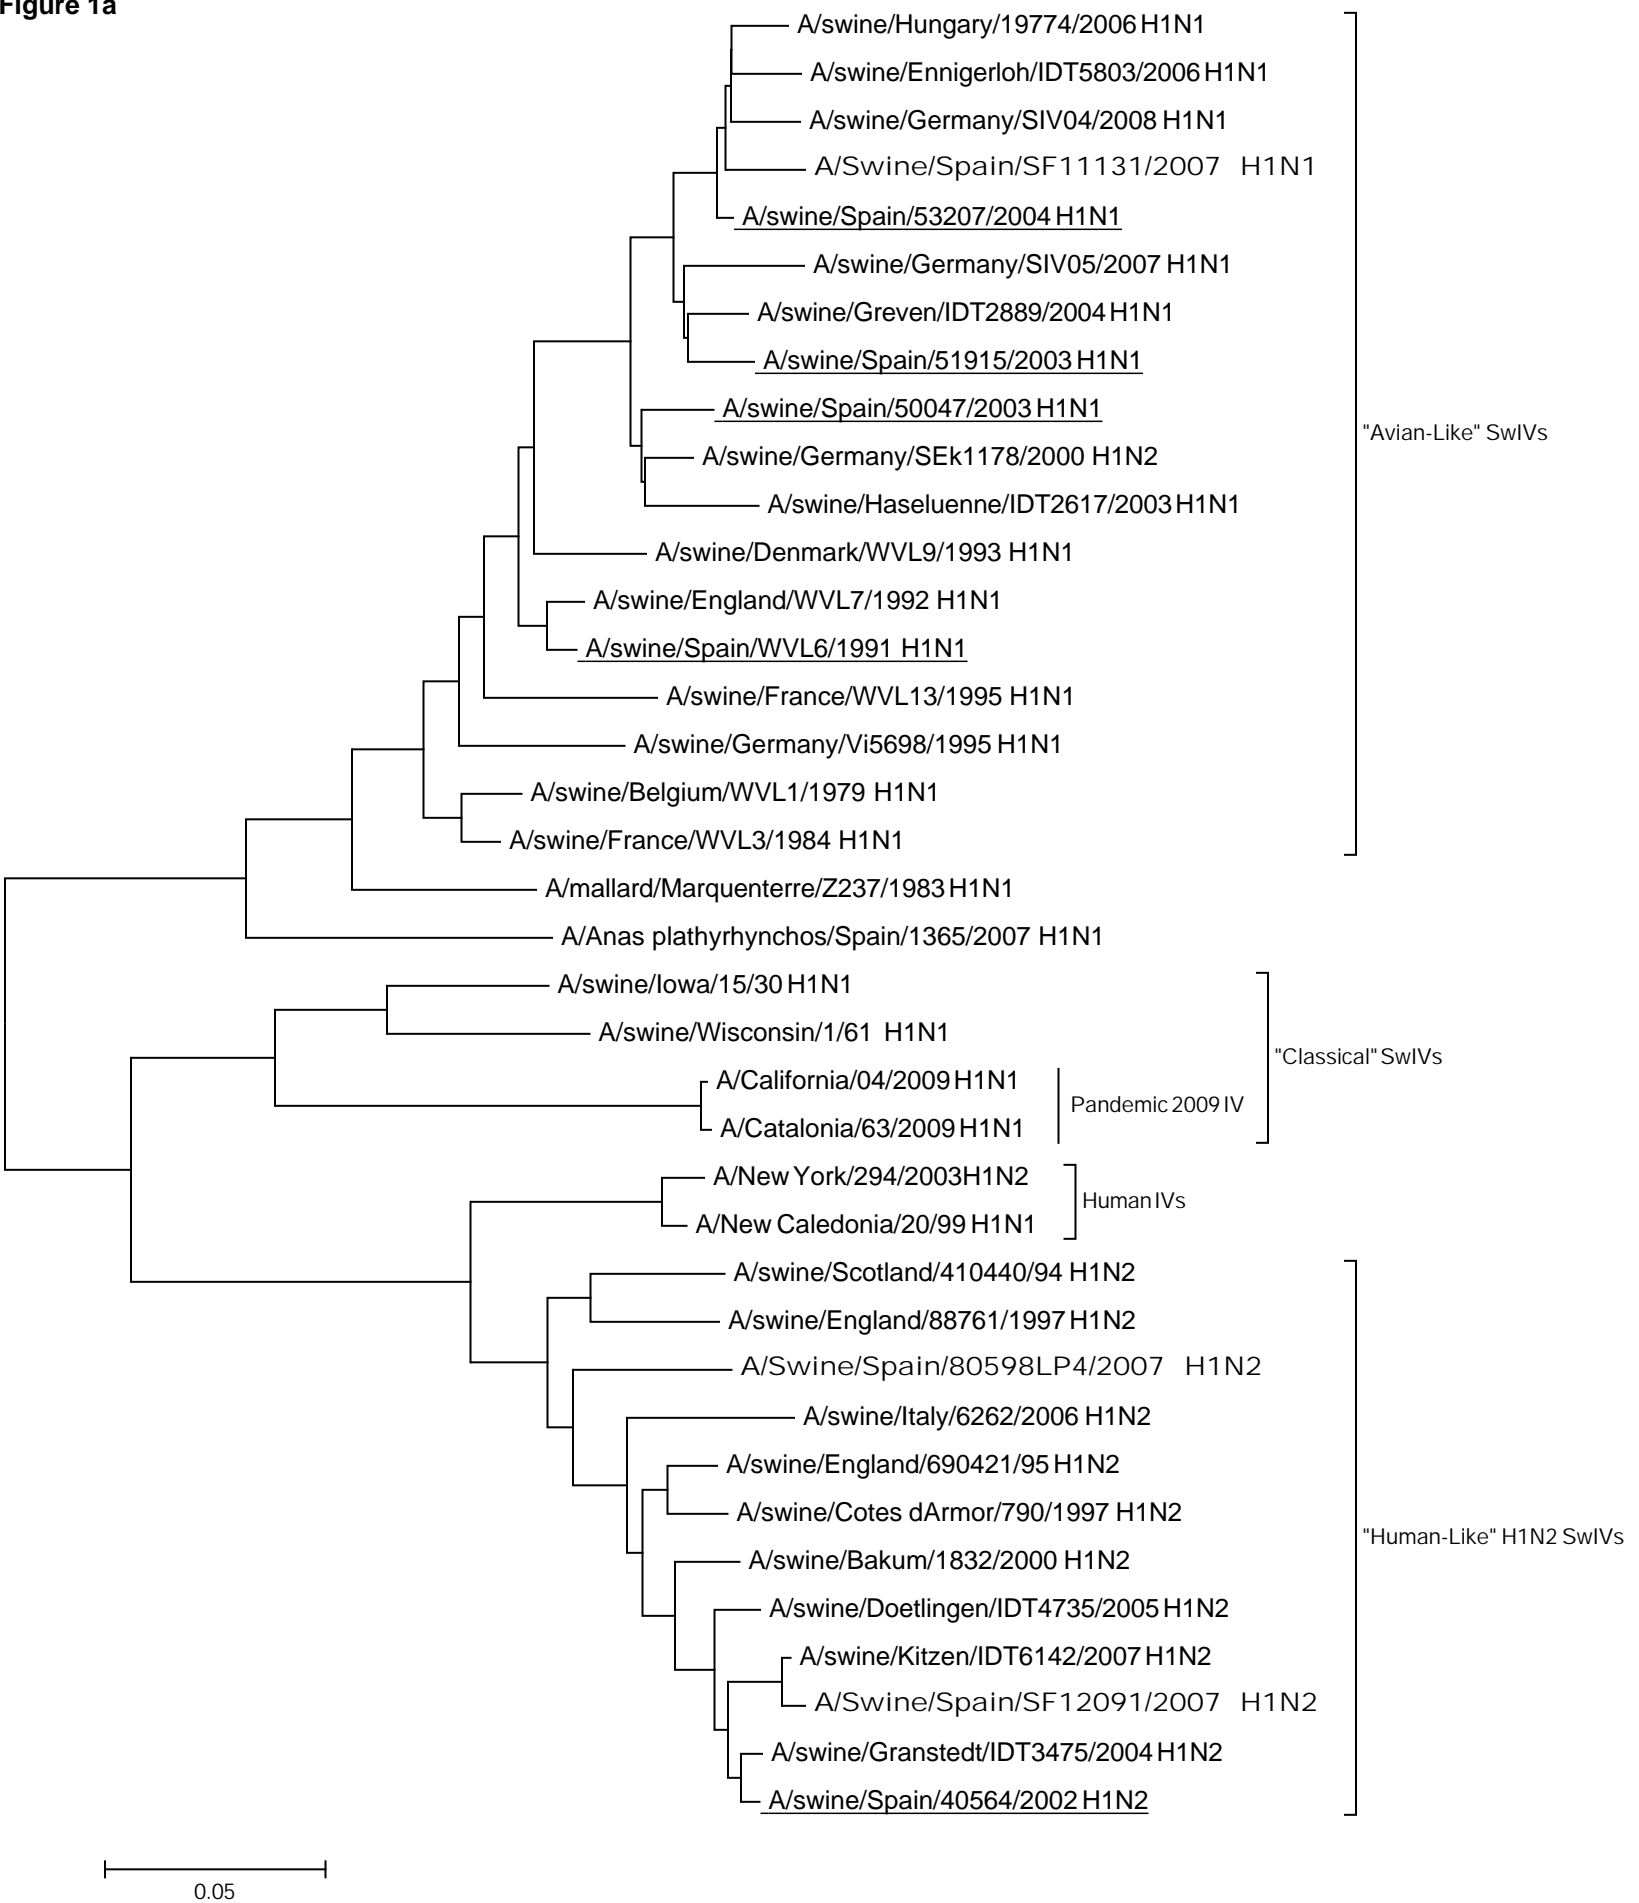 Figure 1a
A/swine/Hungary/19774/2006 H1N1
A/swine/Ennigerloh/IDT5803/2006 H1N1
A/swine/Germany/SIV04/2008 H1N1
A/Swine/Spain/SF11131/2007 H1N1
A/swine/Spain/53207/2004 H1N1
A/swine/Germany/SIV05/2007 H1N1
A/swine/Greven/IDT2889/2004 H1N1
A/swine/Spain/51915/2003 H1N1
A/swine/Spain/50047/2003 H1N1
"Avian-Like" SwIVs
A/swine/Germany/SEk1178/2000 H1N2
A/swine/Haseluenne/IDT2617/2003 H1N1
A/swine/Denmark/WVL9/1993 H1N1
A/swine/England/WVL7/1992 H1N1
A/swine/Spain/WVL6/1991 H1N1
A/swine/France/WVL13/1995 H1N1
A/swine/Germany/Vi5698/1995 H1N1
A/swine/Belgium/WVL1/1979 H1N1
A/swine/France/WVL3/1984 H1N1
A/mallard/Marquenterre/Z237/1983 H1N1
A/Anas plathyrhynchos/Spain/1365/2007 H1N1
A/swine/Iowa/15/30 H1N1
A/swine/Wisconsin/1/61 H1N1
"Classical" SwIVs
A/California/04/2009 H1N1
Pandemic 2009 IV
A/Catalonia/63/2009 H1N1
A/New York/294/2003H1N2
Human IVs
A/New Caledonia/20/99 H1N1
A/swine/Scotland/410440/94 H1N2
A/swine/England/88761/1997 H1N2
A/Swine/Spain/80598LP4/2007 H1N2
A/swine/Italy/6262/2006 H1N2
A/swine/England/690421/95 H1N2
A/swine/Cotes dArmor/790/1997 H1N2
"Human-Like" H1N2 SwIVs
A/swine/Bakum/1832/2000 H1N2
A/swine/Doetlingen/IDT4735/2005 H1N2
A/swine/Kitzen/IDT6142/2007 H1N2
A/Swine/Spain/SF12091/2007 H1N2
A/swine/Granstedt/IDT3475/2004 H1N2
A/swine/Spain/40564/2002 H1N2
0.05